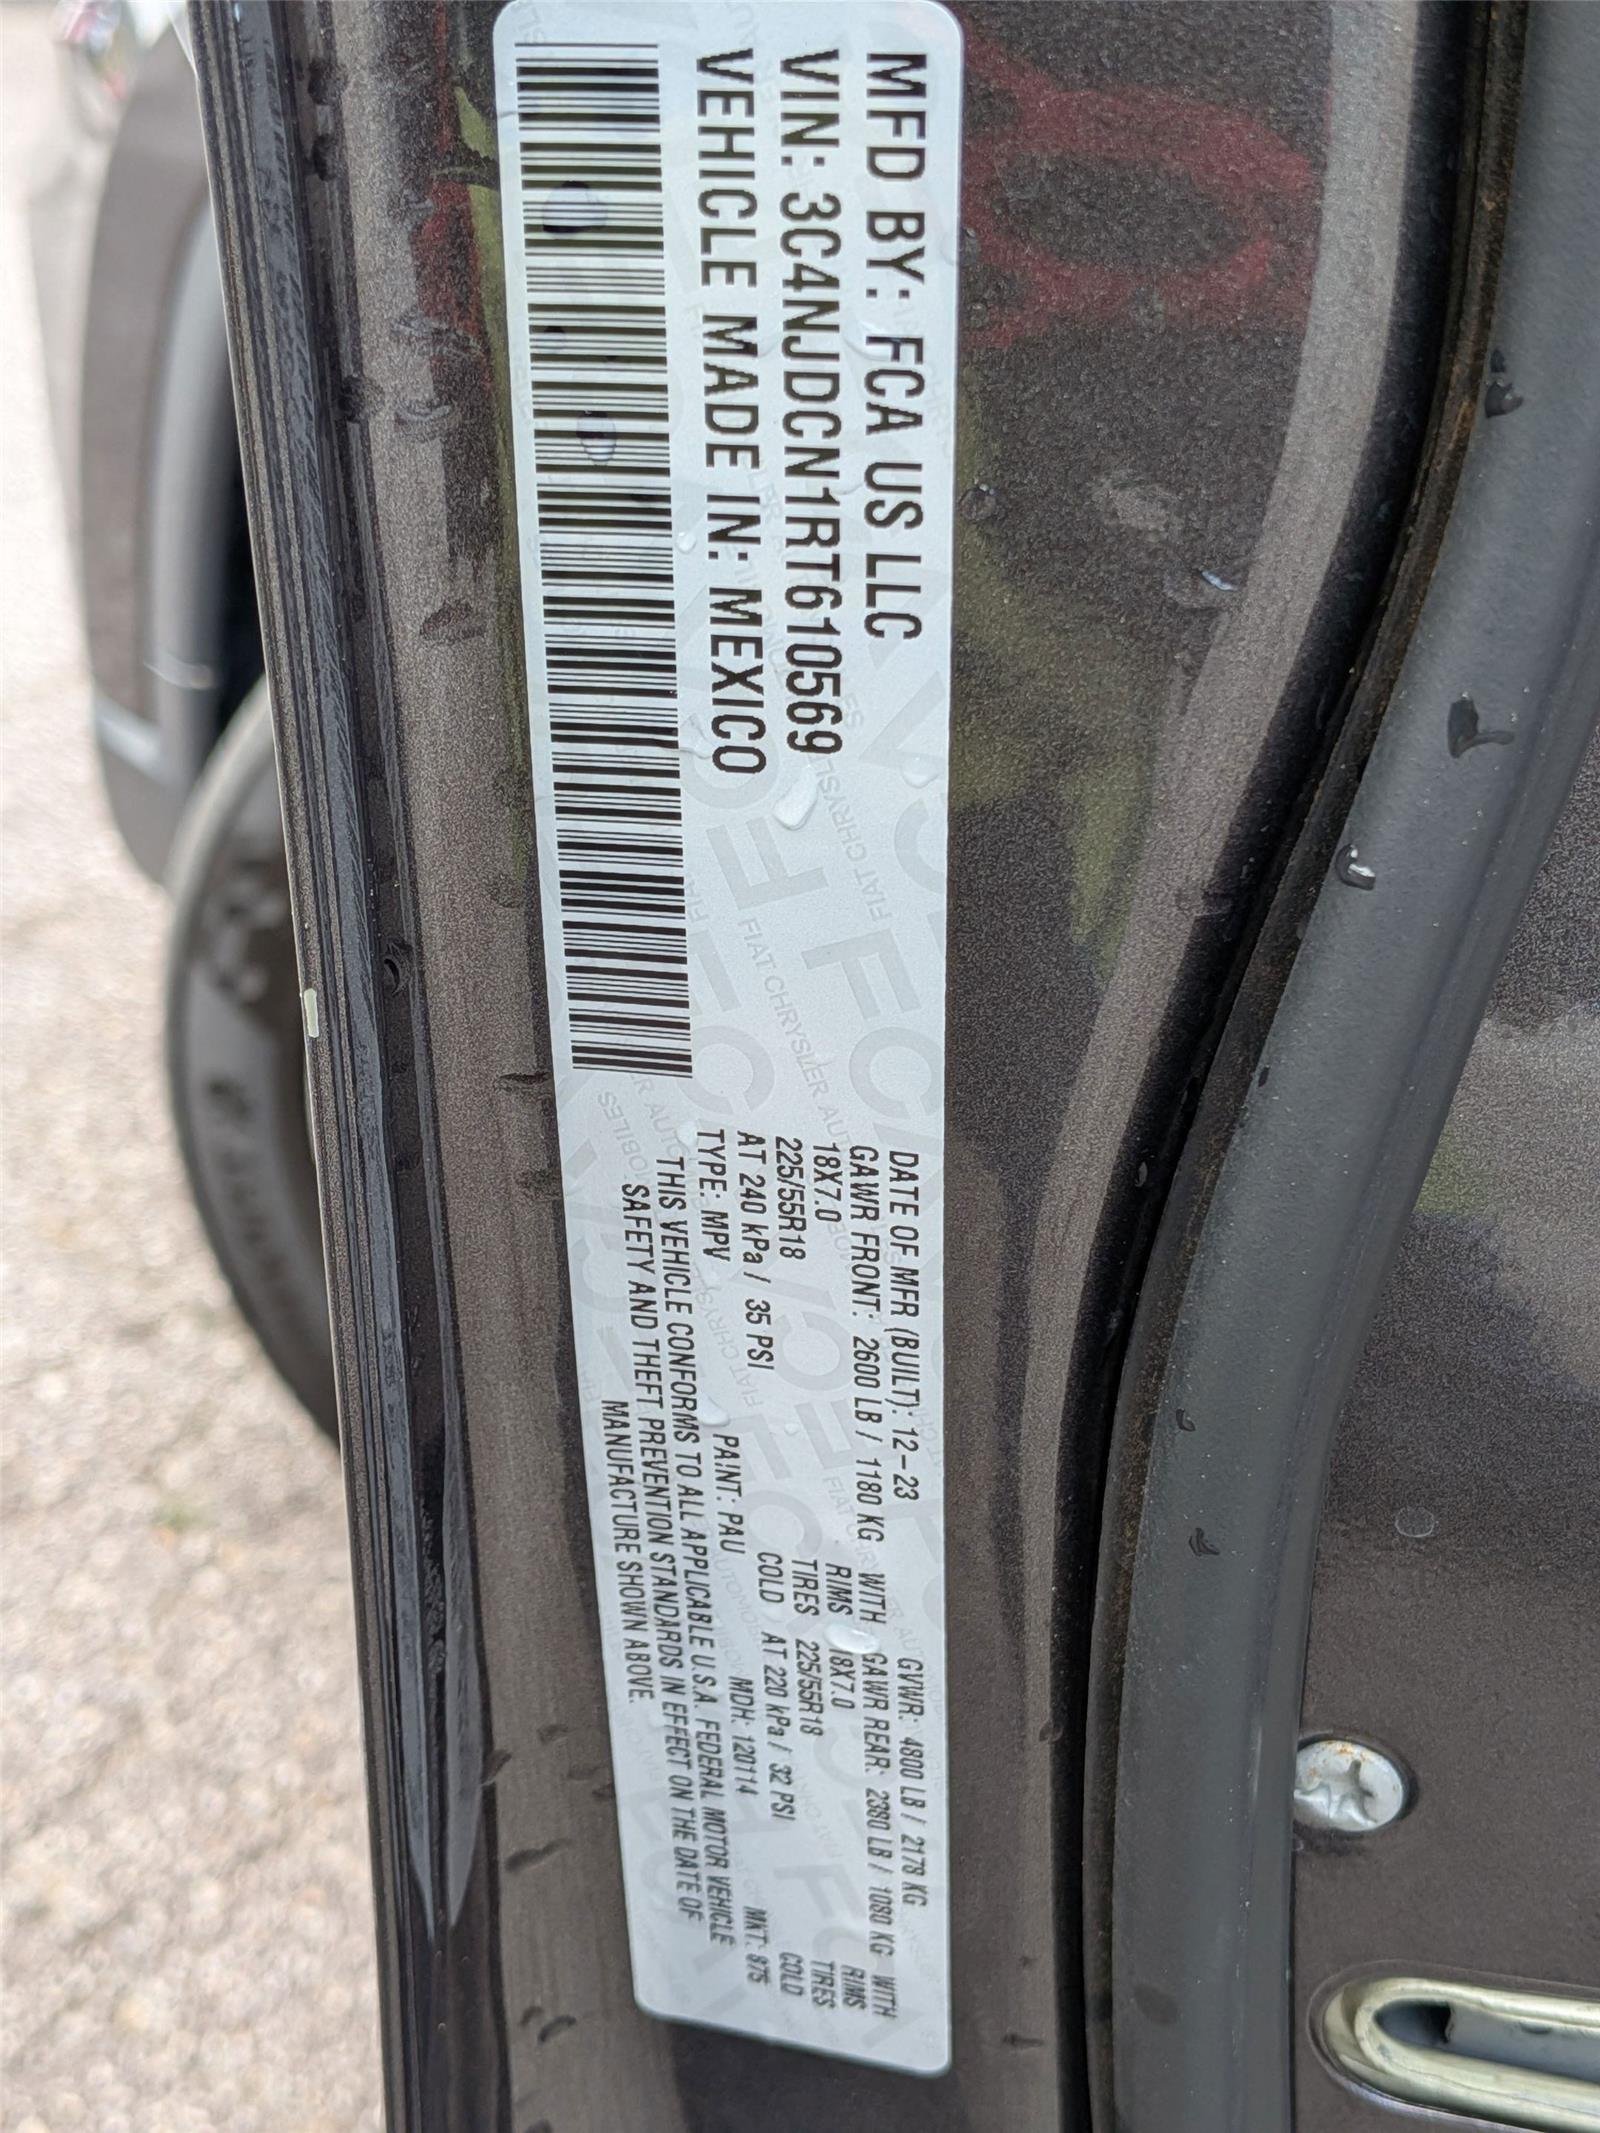 MFD BY: FCA US LLC
VIN: 3C4NJDCN1RT610569
VEHICLE MADE IN: MEXICO
DATE OF MFR (BUILT): 12-23 GVWR: 4800 LB / 2178 KG
GAWR FRONT: 2600 LB / 1180 KG WITH GAWR REAR: 2380 LB / 1080 KG WITH
18X7.0 RIMS 18X7.0 RIMS
225/55R18 TIRES 225/55R18 TIRES
AT 240 kPa / 35 PSI COLD AT 220 kPa / 32 PSI COLD
TYPE: MPV PAINT: PAU MDH: 120114 MKT: 875
THIS VEHICLE CONFORMS TO ALL APPLICABLE U.S.A. FEDERAL MOTOR VEHICLE
SAFETY AND THEFT PREVENTION STANDARDS IN EFFECT ON THE DATE OF
MANUFACTURE SHOWN ABOVE.
FIAT CHRYSLER AUTOMOBILES